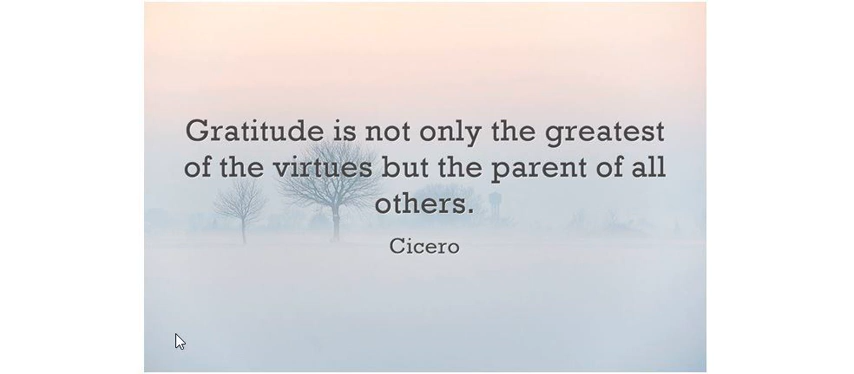 Gratitude is not only the greatest
of the virtues but the parent of all
others.
Cicero